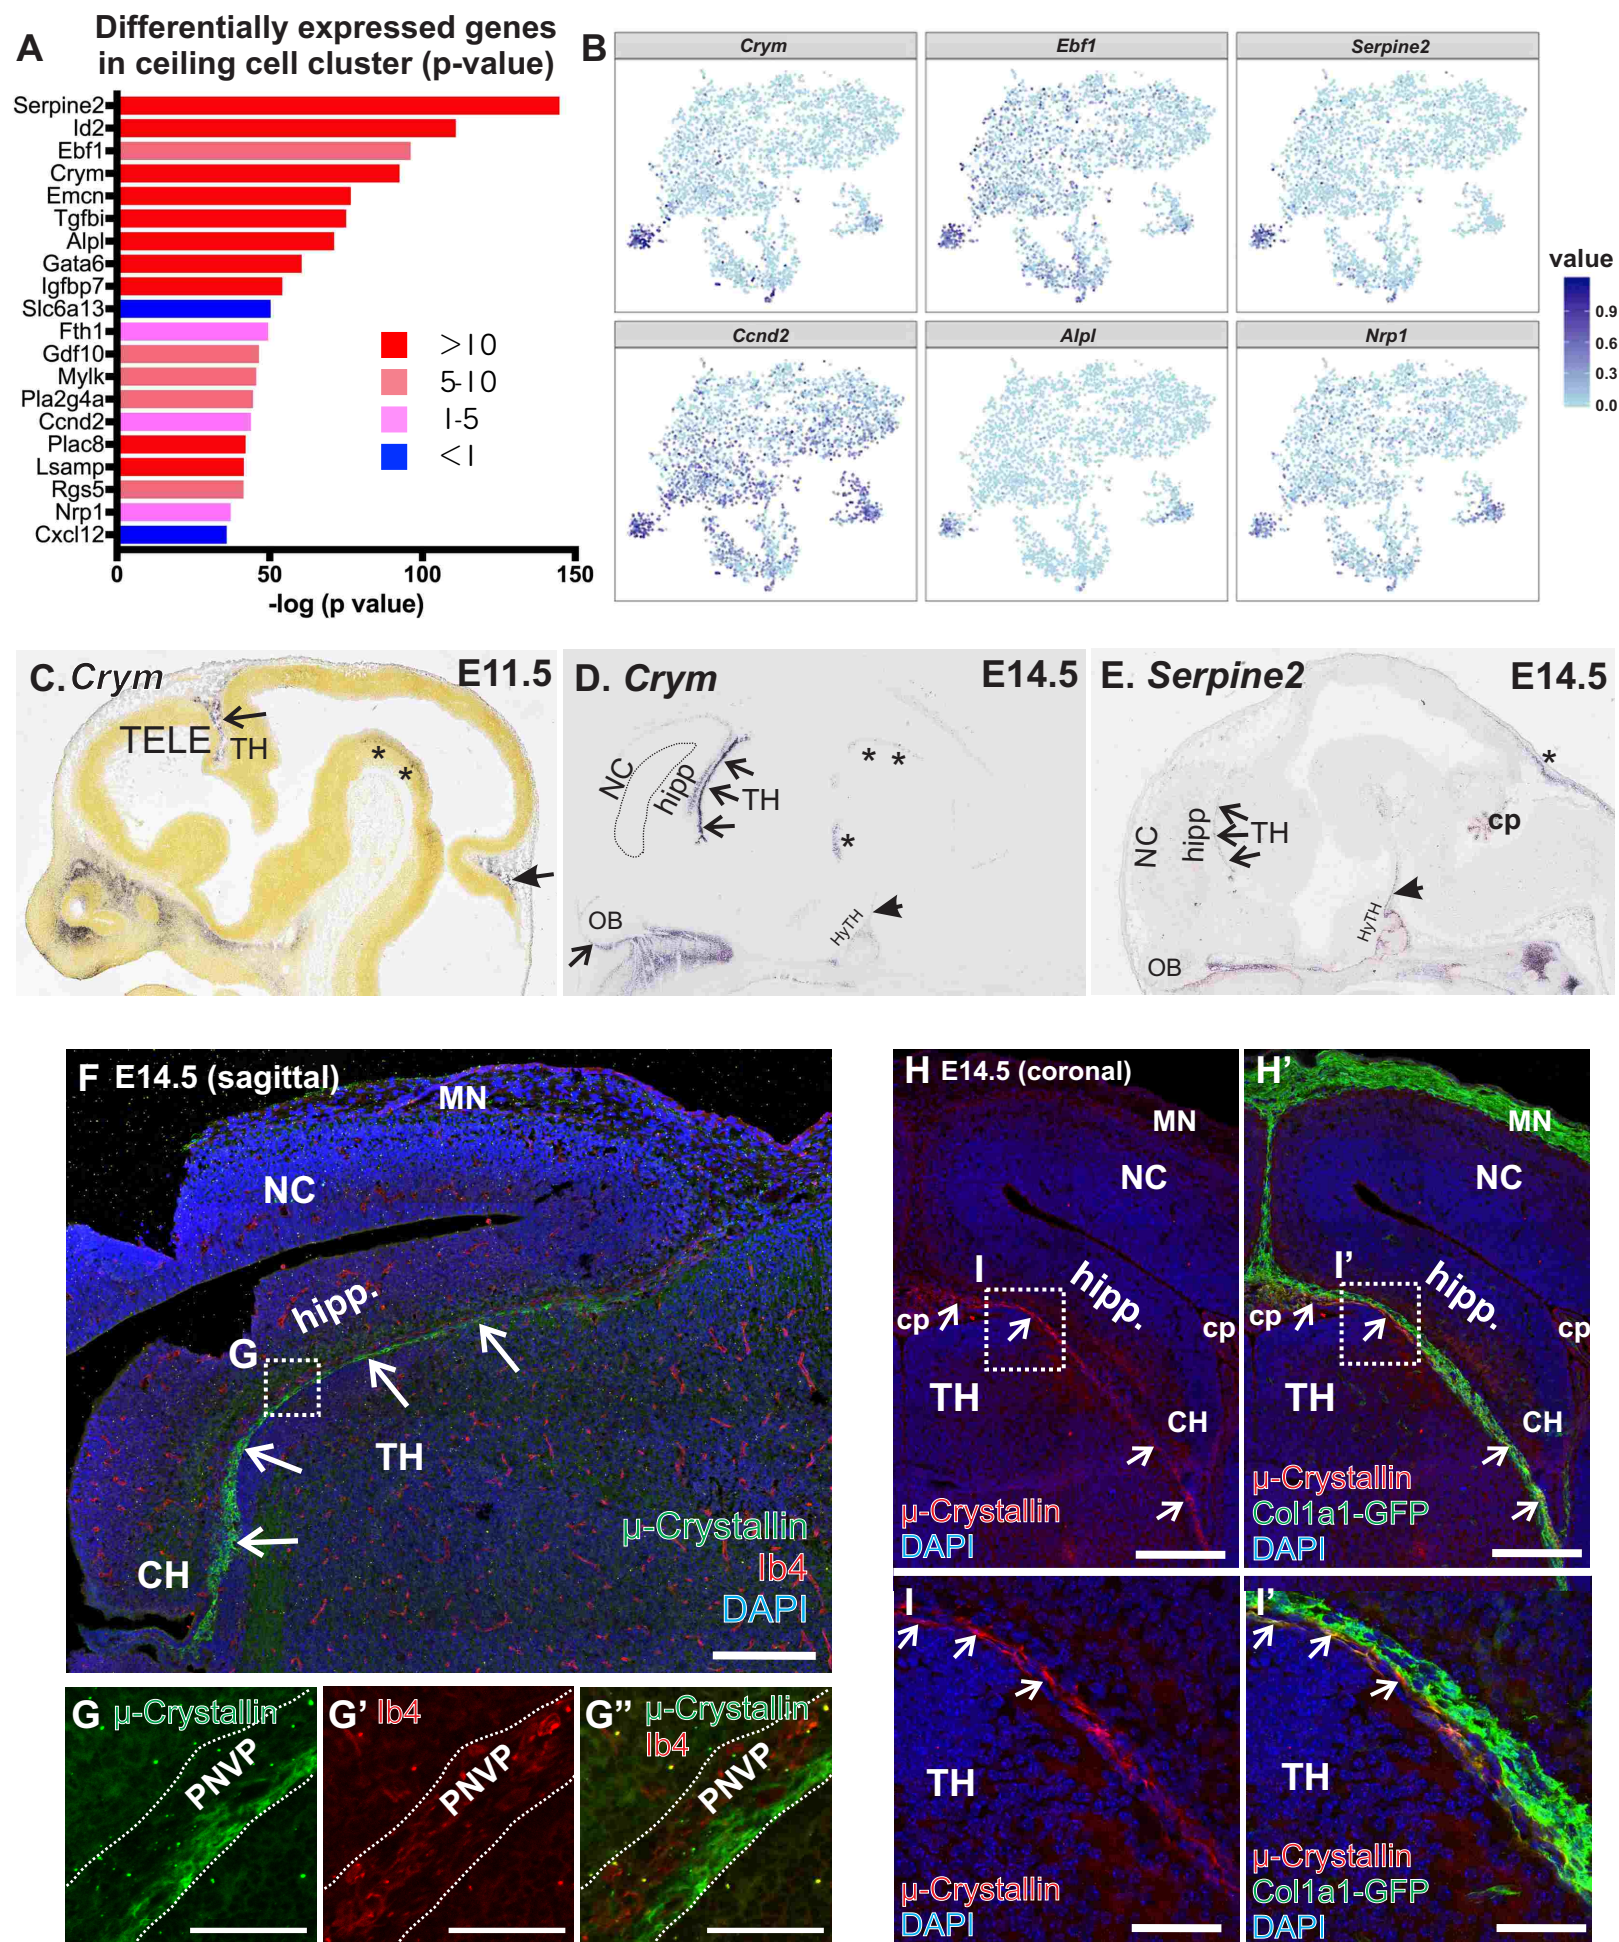 A
Differentially expressed genes
in ceiling cell cluster (p-value)
Serpine2
Id2
Ebf1
Crym
Emcn
Tgfbi
Alpl
Gata6
Igfbp7
Slc6a13
Fth1
Gdf10
Mylk
Pla2g4a
Ccnd2
Plac8
Lsamp
Rgs5
Nrp1
Cxcl12
>10
5-10
1-5
<1
0 50 100 150
-log (p value)
B
Crym Ebf1 Serpine2
Ccnd2 Alpl Nrp1
value
0.9
0.6
0.3
0.0
C. Crym E11.5
TELE TH
* *
D. Crym E14.5
NC hipp TH
* *
*
OB HyTH
E. Serpine2 E14.5
*
NC hipp TH cp
OB HyTH
F E14.5 (sagittal)
MN
NC
hipp.
G
TH
CH
µ-Crystallin
Ib4
DAPI
G µ-Crystallin
PNVP
G’ Ib4
PNVP
G” µ-Crystallin
Ib4
PNVP
H E14.5 (coronal)
MN
NC
I
hipp.
cp cp
TH
CH
µ-Crystallin
DAPI
H’
MN
NC
I’
hipp.
cp cp
TH
CH
µ-Crystallin
Col1a1-GFP
DAPI
I
TH
µ-Crystallin
DAPI
I’
TH
µ-Crystallin
Col1a1-GFP
DAPI